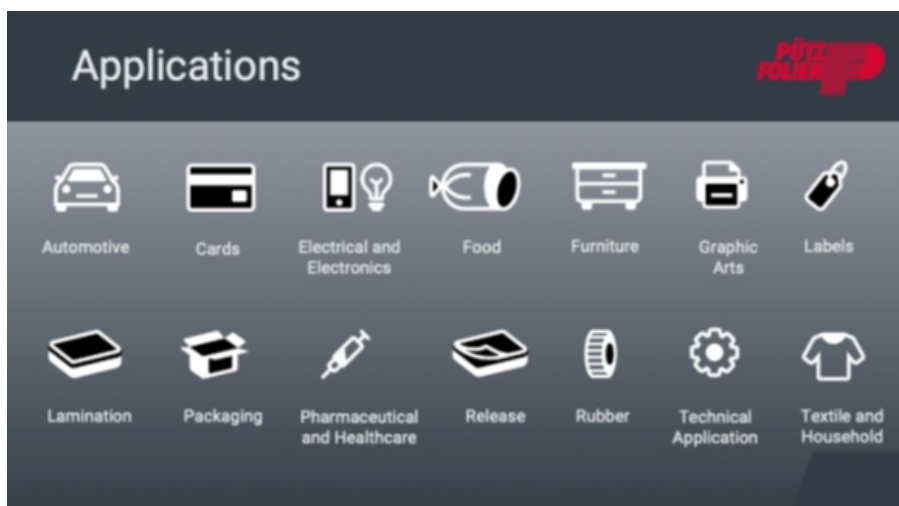 Applications
PÜTZ
FOLIEN
Automotive
Cards
Electrical and
Electronics
Food
Furniture
Graphic
Arts
Labels
Lamination
Packaging
Pharmaceutical
and Healthcare
Release
Rubber
Technical
Application
Textile and
Household